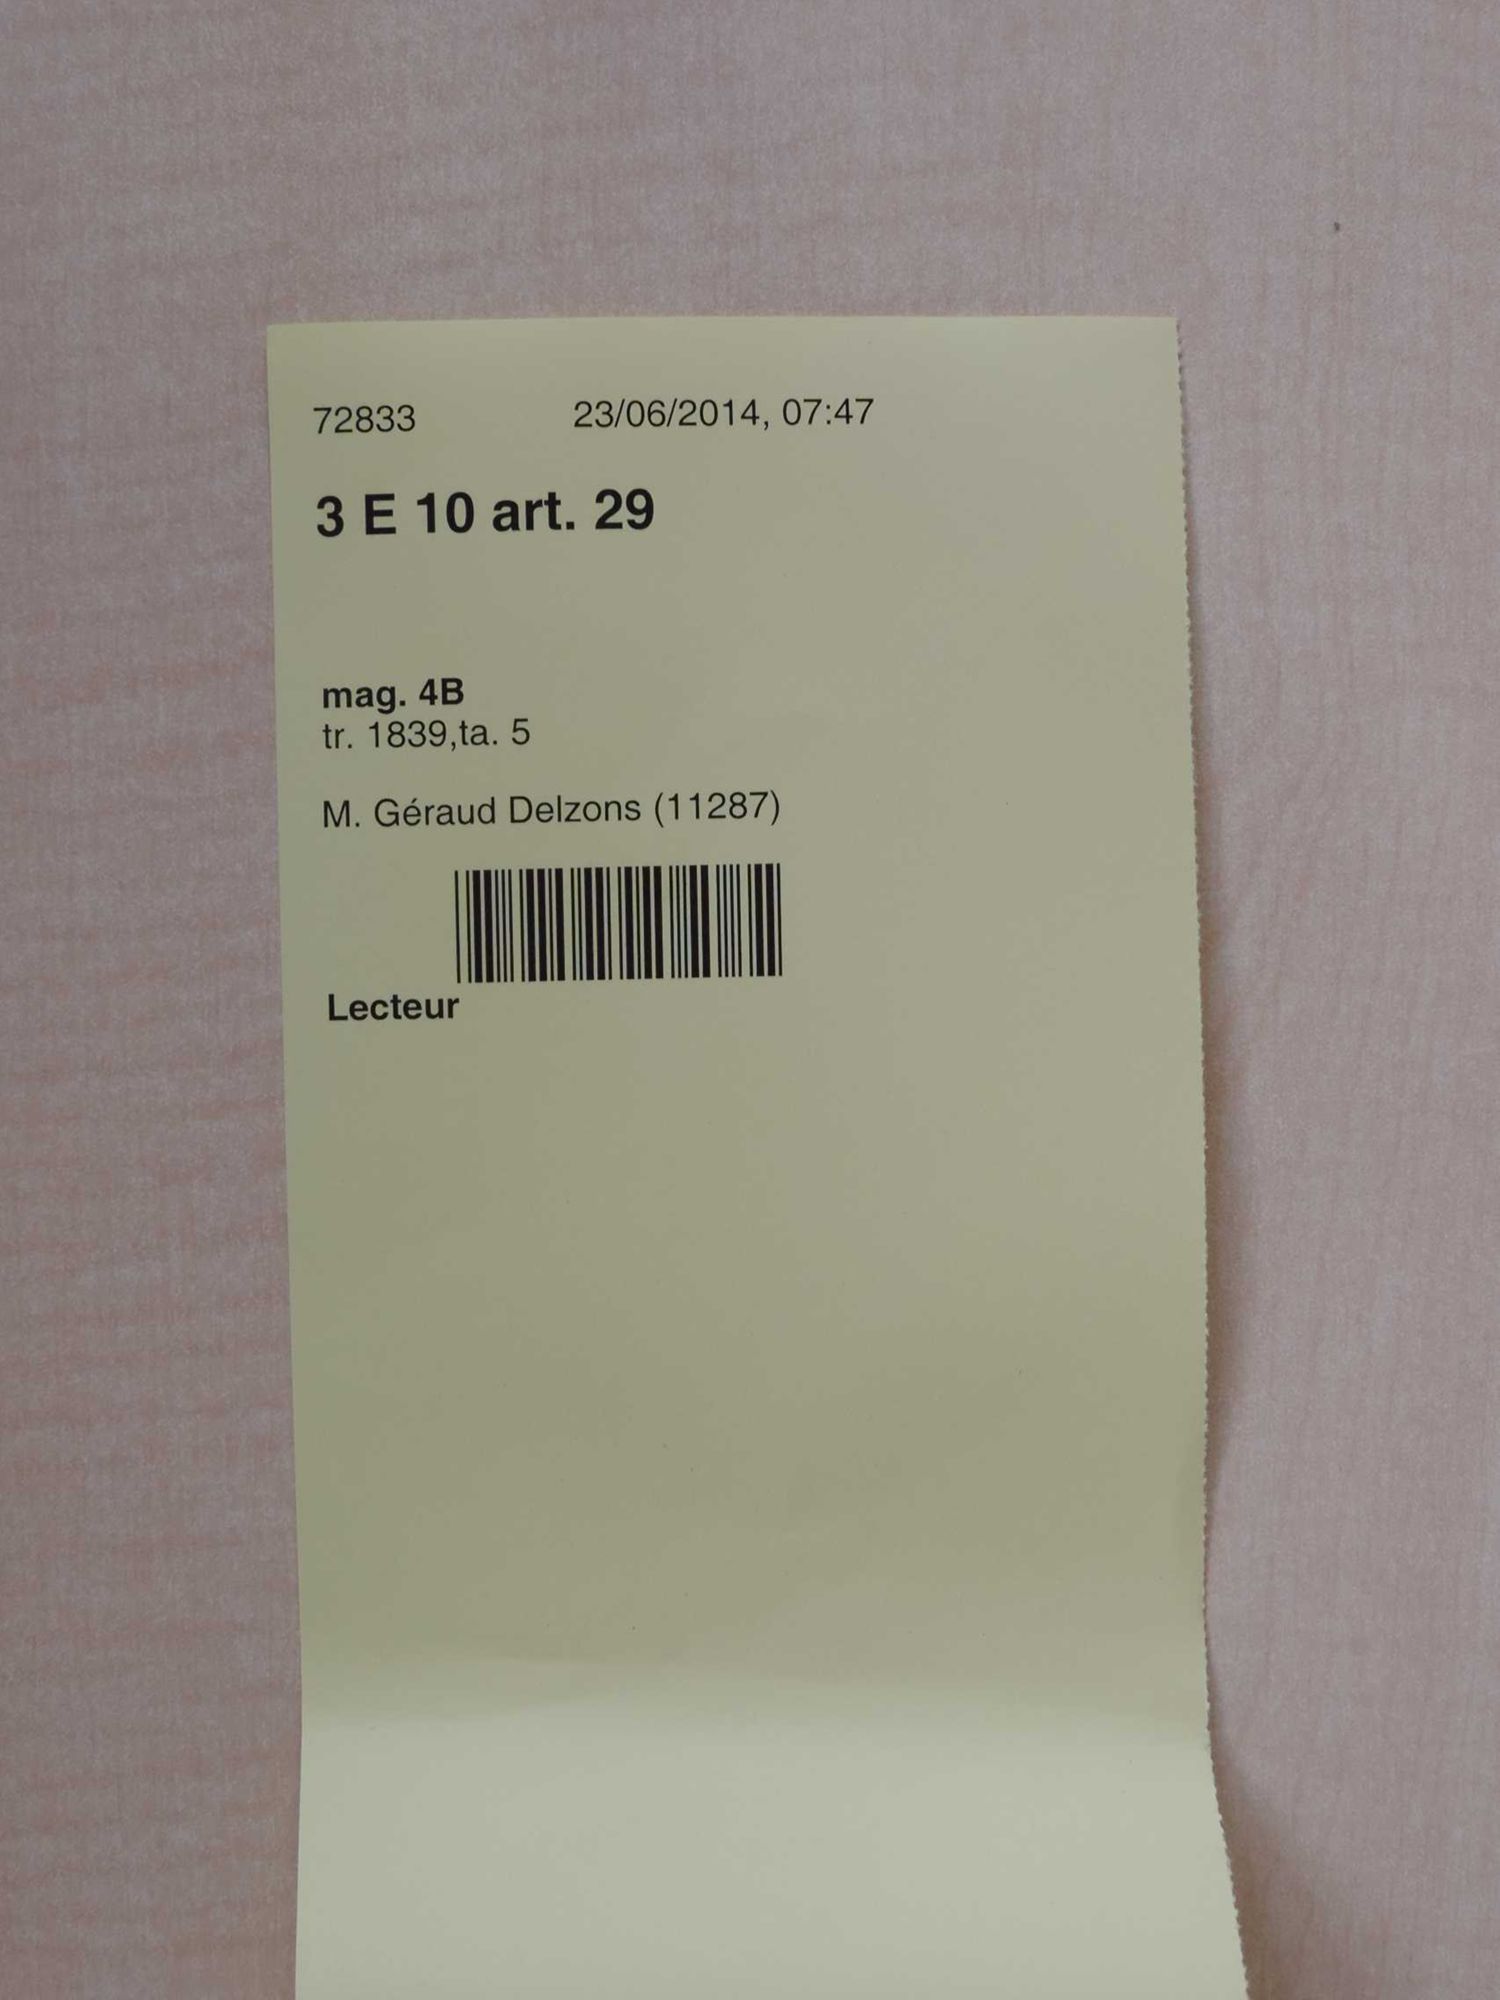 72833 23/06/2014, 07:47
3 E 10 art. 29
mag. 4B
tr. 1839,ta. 5
M. Géraud Delzons (11287)
Lecteur